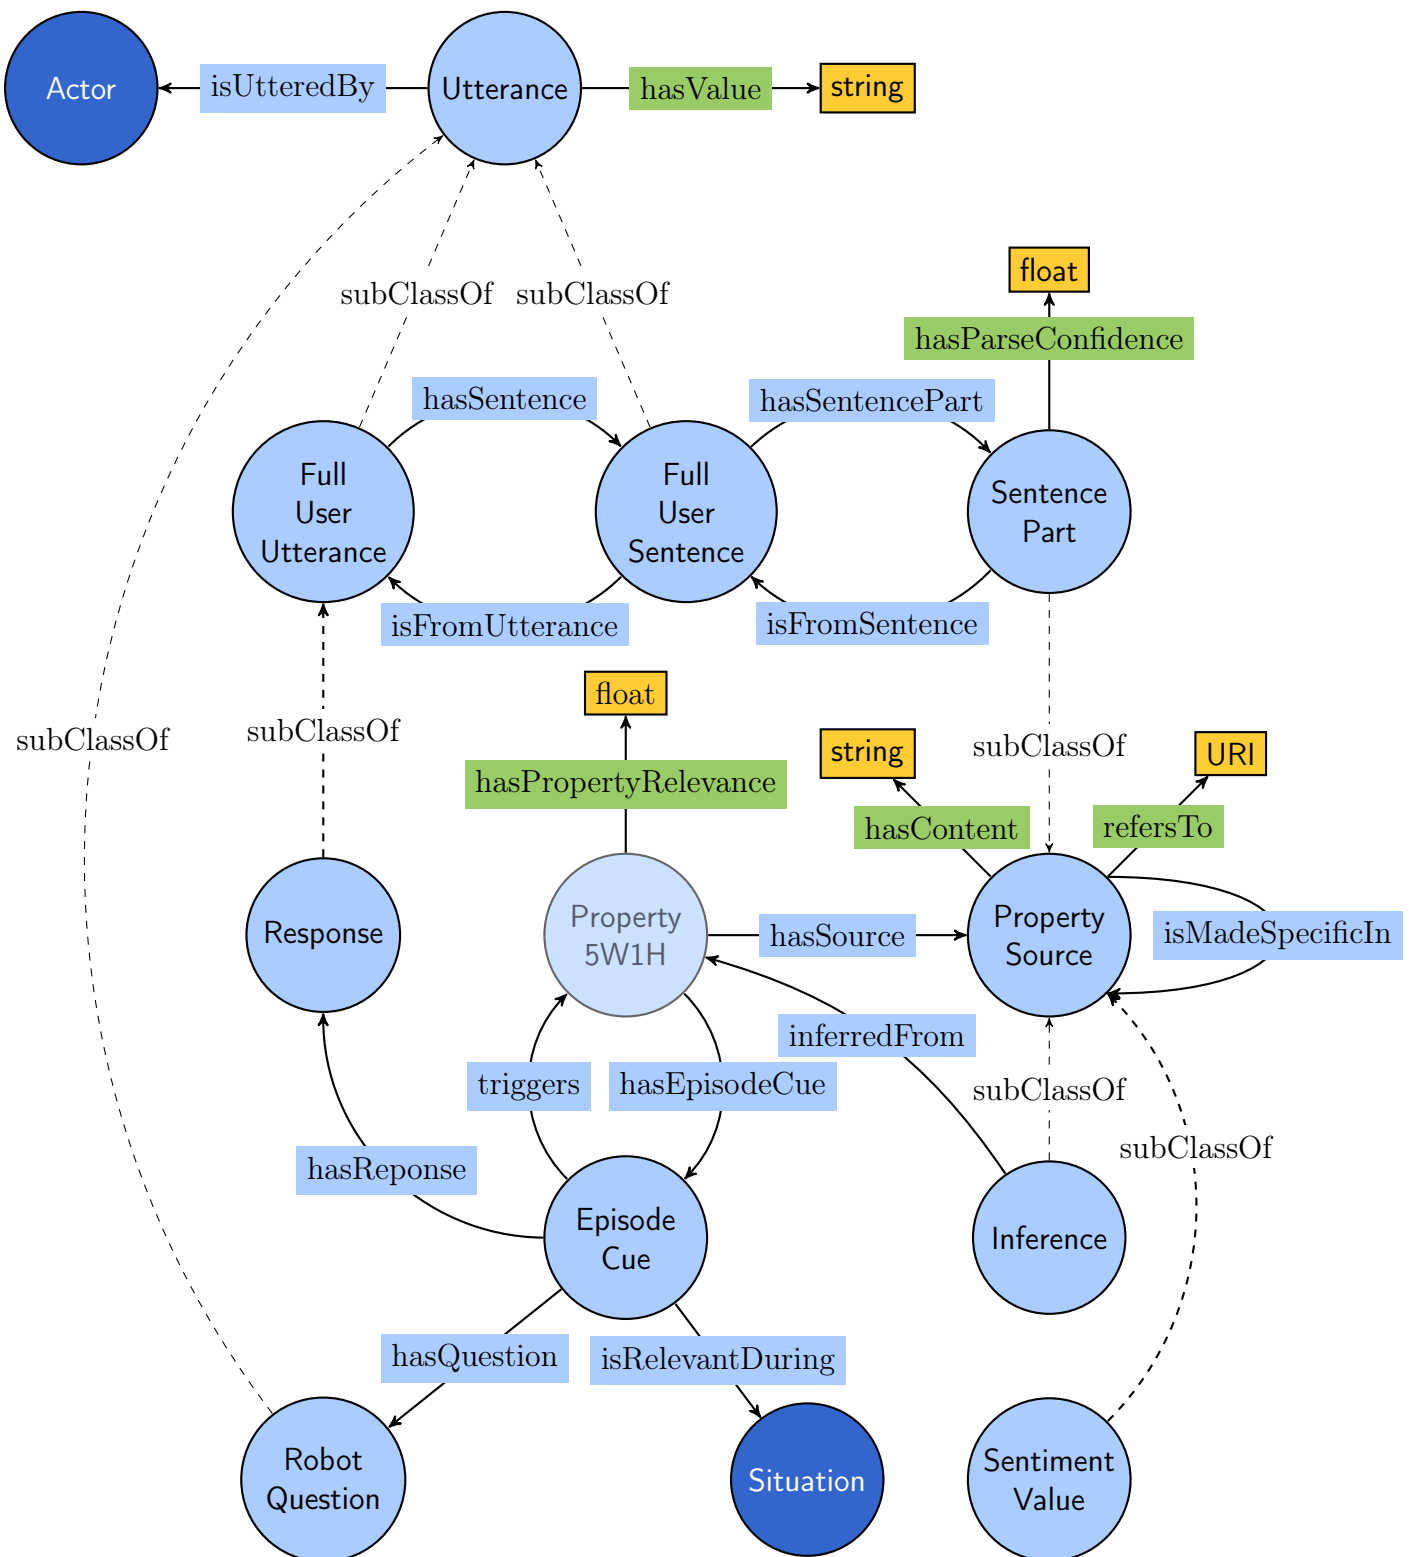 Actor
isUtteredBy
Utterance
hasValue
string
subClassOf
subClassOf
float
hasParseConfidence
hasSentence
hasSentencePart
Full
User
Utterance
Full
User
Sentence
Sentence
Part
isFromUtterance
isFromSentence
float
subClassOf
subClassOf
subClassOf
string
URI
hasPropertyRelevance
hasContent
refersTo
Response
Property
5W1H
hasSource
Property
Source
isMadeSpecificIn
inferredFrom
triggers
hasEpisodeCue
subClassOf
subClassOf
hasReponse
Episode
Cue
Inference
hasQuestion
isRelevantDuring
Robot
Question
Situation
Sentiment
Value